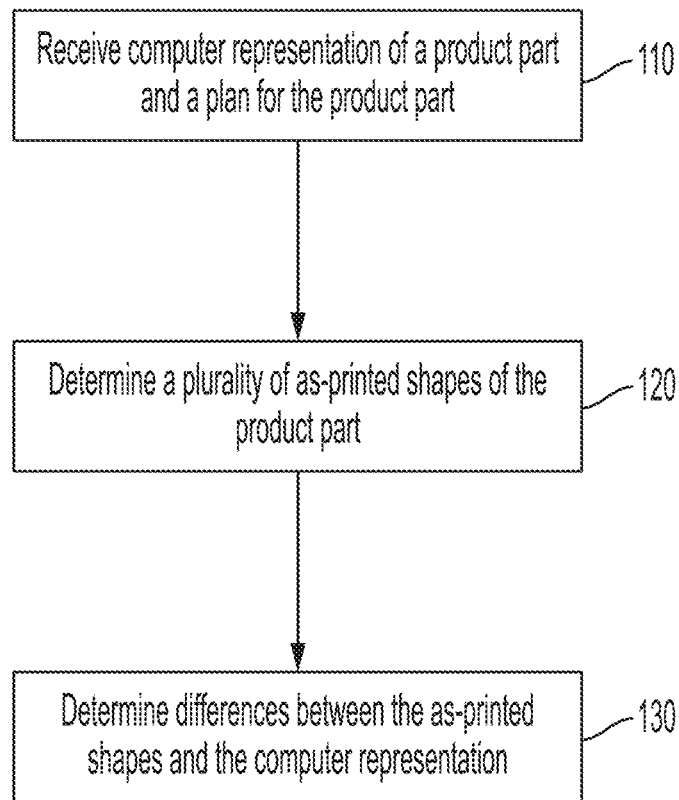 Receive computer representation of a product part
and a plan for the product part
110
Determine a plurality of as-printed shapes of the
product part
120
Determine differences between the as-printed
shapes and the computer representation
130